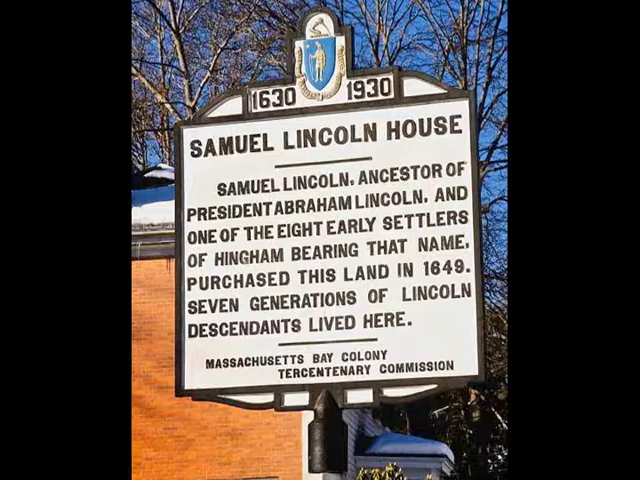 1630 1930
SAMUEL LINCOLN HOUSE
SAMUEL LINCOLN, ANCESTOR OF
PRESIDENT ABRAHAM LINCOLN, AND
ONE OF THE EIGHT EARLY SETTLERS
OF HINGHAM BEARING THAT NAME,
PURCHASED THIS LAND IN 1649.
SEVEN GENERATIONS OF LINCOLN
DESCENDANTS LIVED HERE.
MASSACHUSETTS BAY COLONY
TERCENTENARY COMMISSION